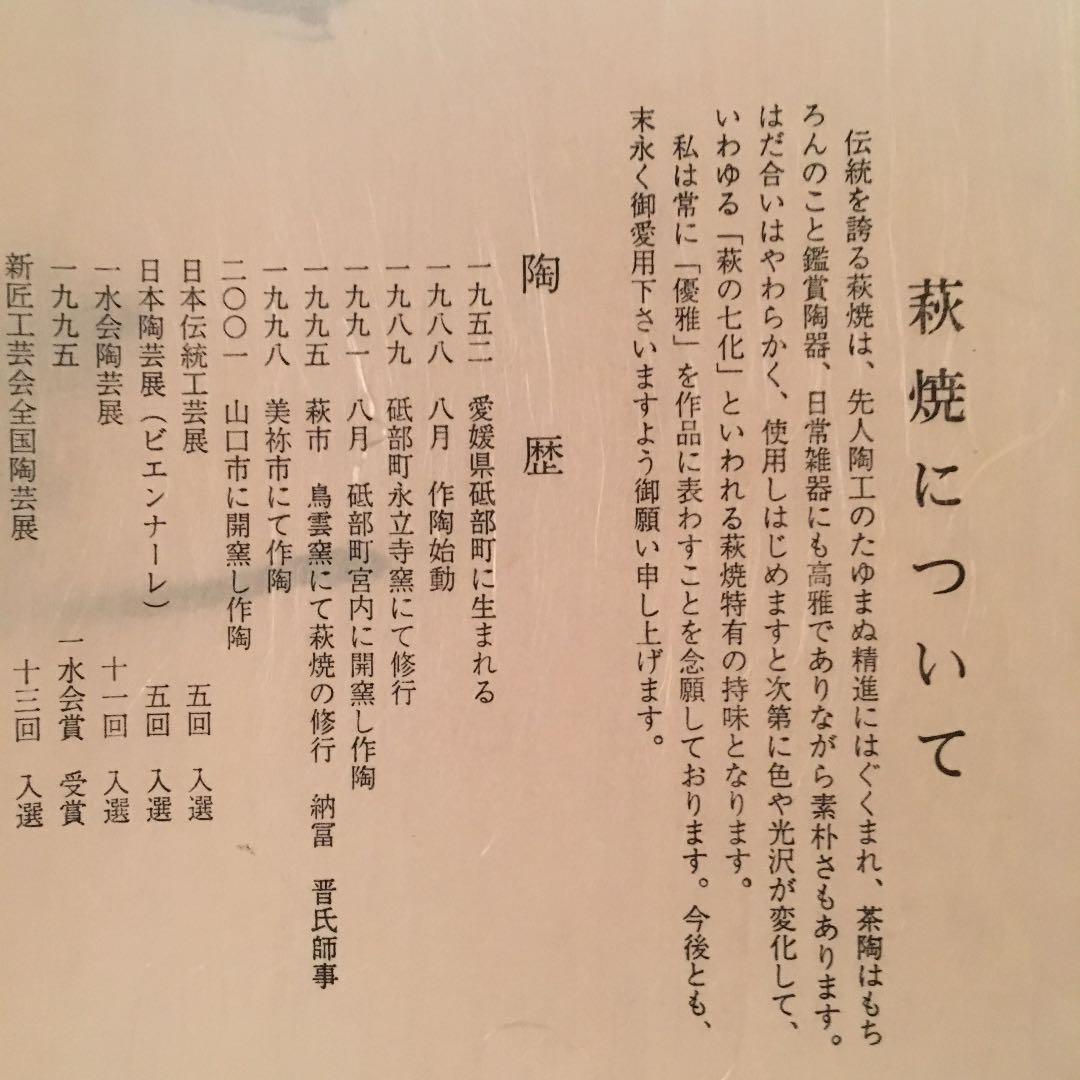 萩焼について
伝統を誇る萩焼は、先人陶工のたゆまぬ精進にはぐくまれ、茶陶はもち
ろんのこと鑑賞陶器、日常雑器にも高雅でありながら素朴さもあります。
はだ合いはやわらかく、使用しはじめますと次第に色や光沢が変化して、
いわゆる「萩の七化」といわれる萩焼特有の持味となります。
私は常に「優雅」を作品に表わすことを念願しております。今後とも、
末永く御愛用下さいますよう御願い申し上げます。
陶歴
一九五二 愛媛県砥部町に生まれる
一九八八 八月 作陶始動
一九八九 砥部町永立寺窯にて修行
一九九一 八月 砥部町宮内に開窯し作陶
一九九五 萩市 鳥雲窯にて萩焼の修行 納冨 晋氏師事
一九九八 美祢市にて作陶
二〇〇一 山口市に開窯し作陶
日本伝統工芸展 五回 入選
日本陶芸展（ビエンナーレ） 五回 入選
一水会陶芸展 十一回 入選
一九九五 一水会賞 受賞
新匠工芸会全国陶芸展 十三回 入選